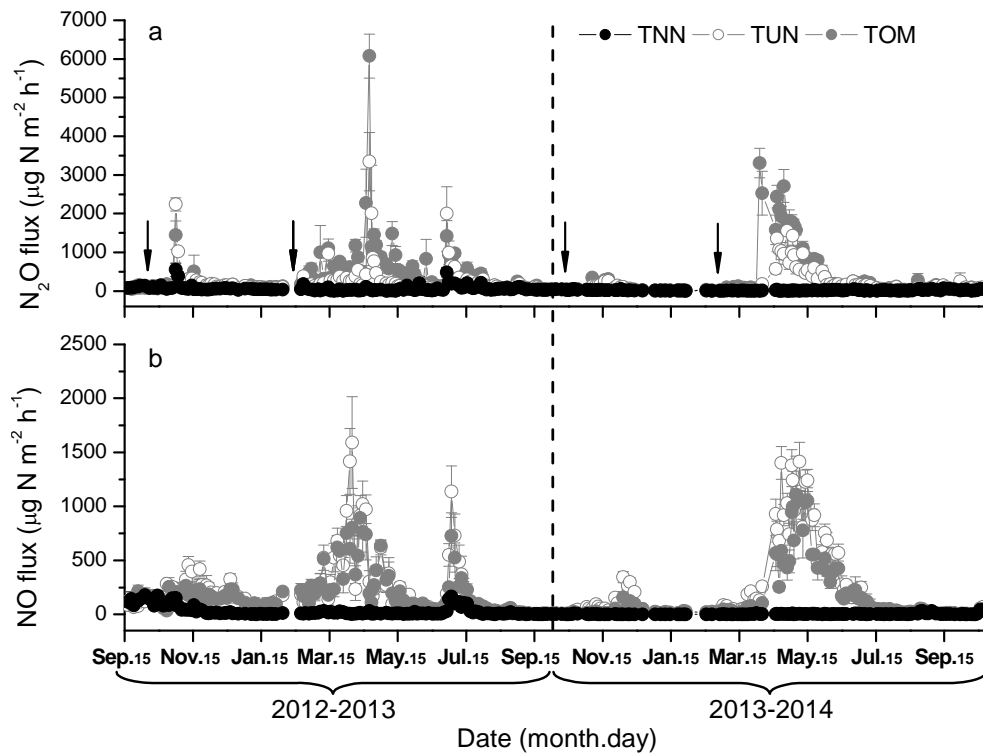 a
TNN TUN TOM
7000
6000
5000
4000
3000
2000
1000
0
N₂O flux (μg N m⁻² h⁻¹)
b
2500
2000
1500
1000
500
0
NO flux (μg N m⁻² h⁻¹)
Sep.15 Nov.15 Jan.15 Mar.15 May.15 Jul.15 Sep.15 Nov.15 Jan.15 Mar.15 May.15 Jul.15 Sep.15
2012-2013 2013-2014
Date (month.day)